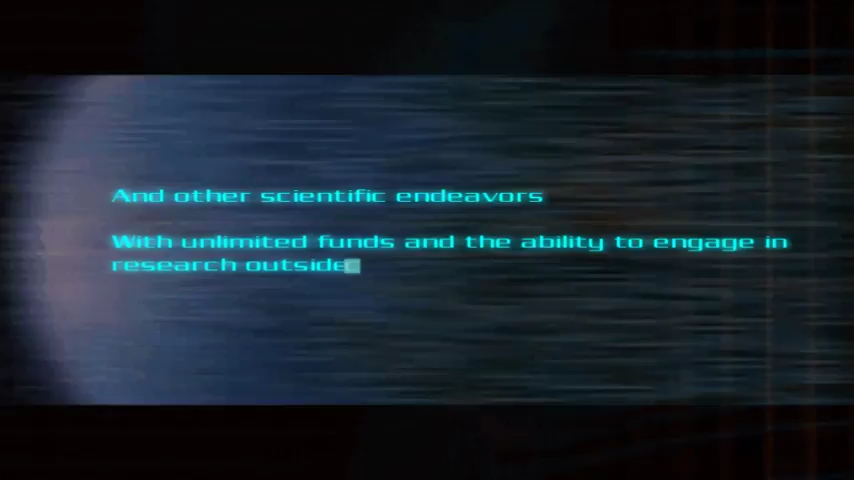 And other scientific endeavors
With unlimited funds and the ability to engage in
research outside